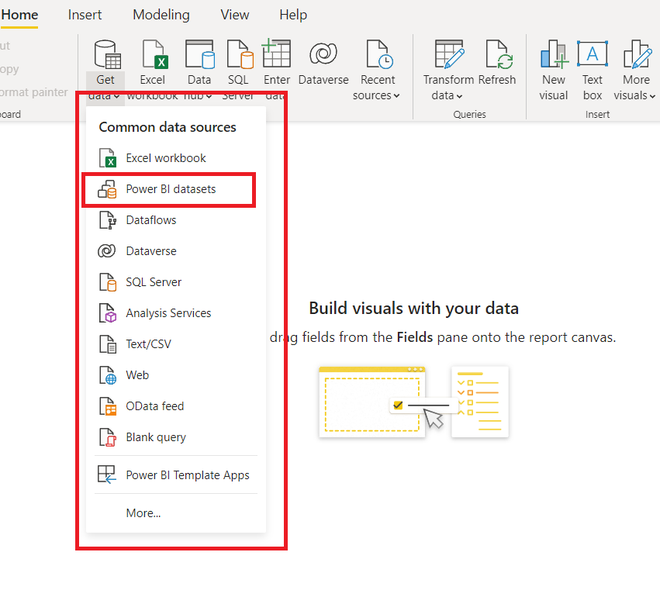 Home Insert Modeling View Help
ut
opy
ormat painter
oard
Get data
Excel workbook
Data hub
SQL Server
Enter data
Dataverse
Recent sources
Transform data
Refresh
Queries
New visual
Text box
More visuals
Insert
Common data sources
Excel workbook
Power BI datasets
Dataflows
Dataverse
SQL Server
Analysis Services
Text/CSV
Web
OData feed
Blank query
Power BI Template Apps
More...
Build visuals with your data
drag fields from the Fields pane onto the report canvas.